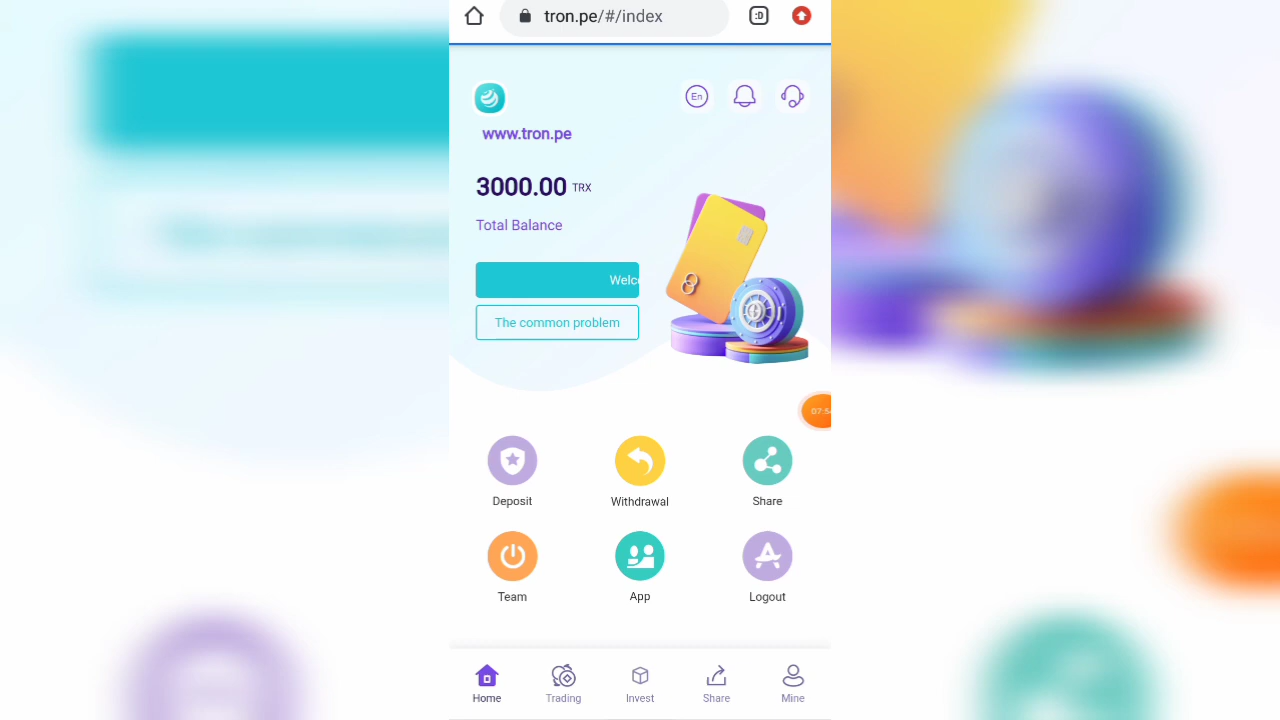 tron.pe/#/index
:D
En
www.tron.pe
3000.00 TRX
Total Balance
Welc
The common problem
Deposit
Withdrawal
Share
Team
App
Logout
Home
Trading
Invest
Share
Mine